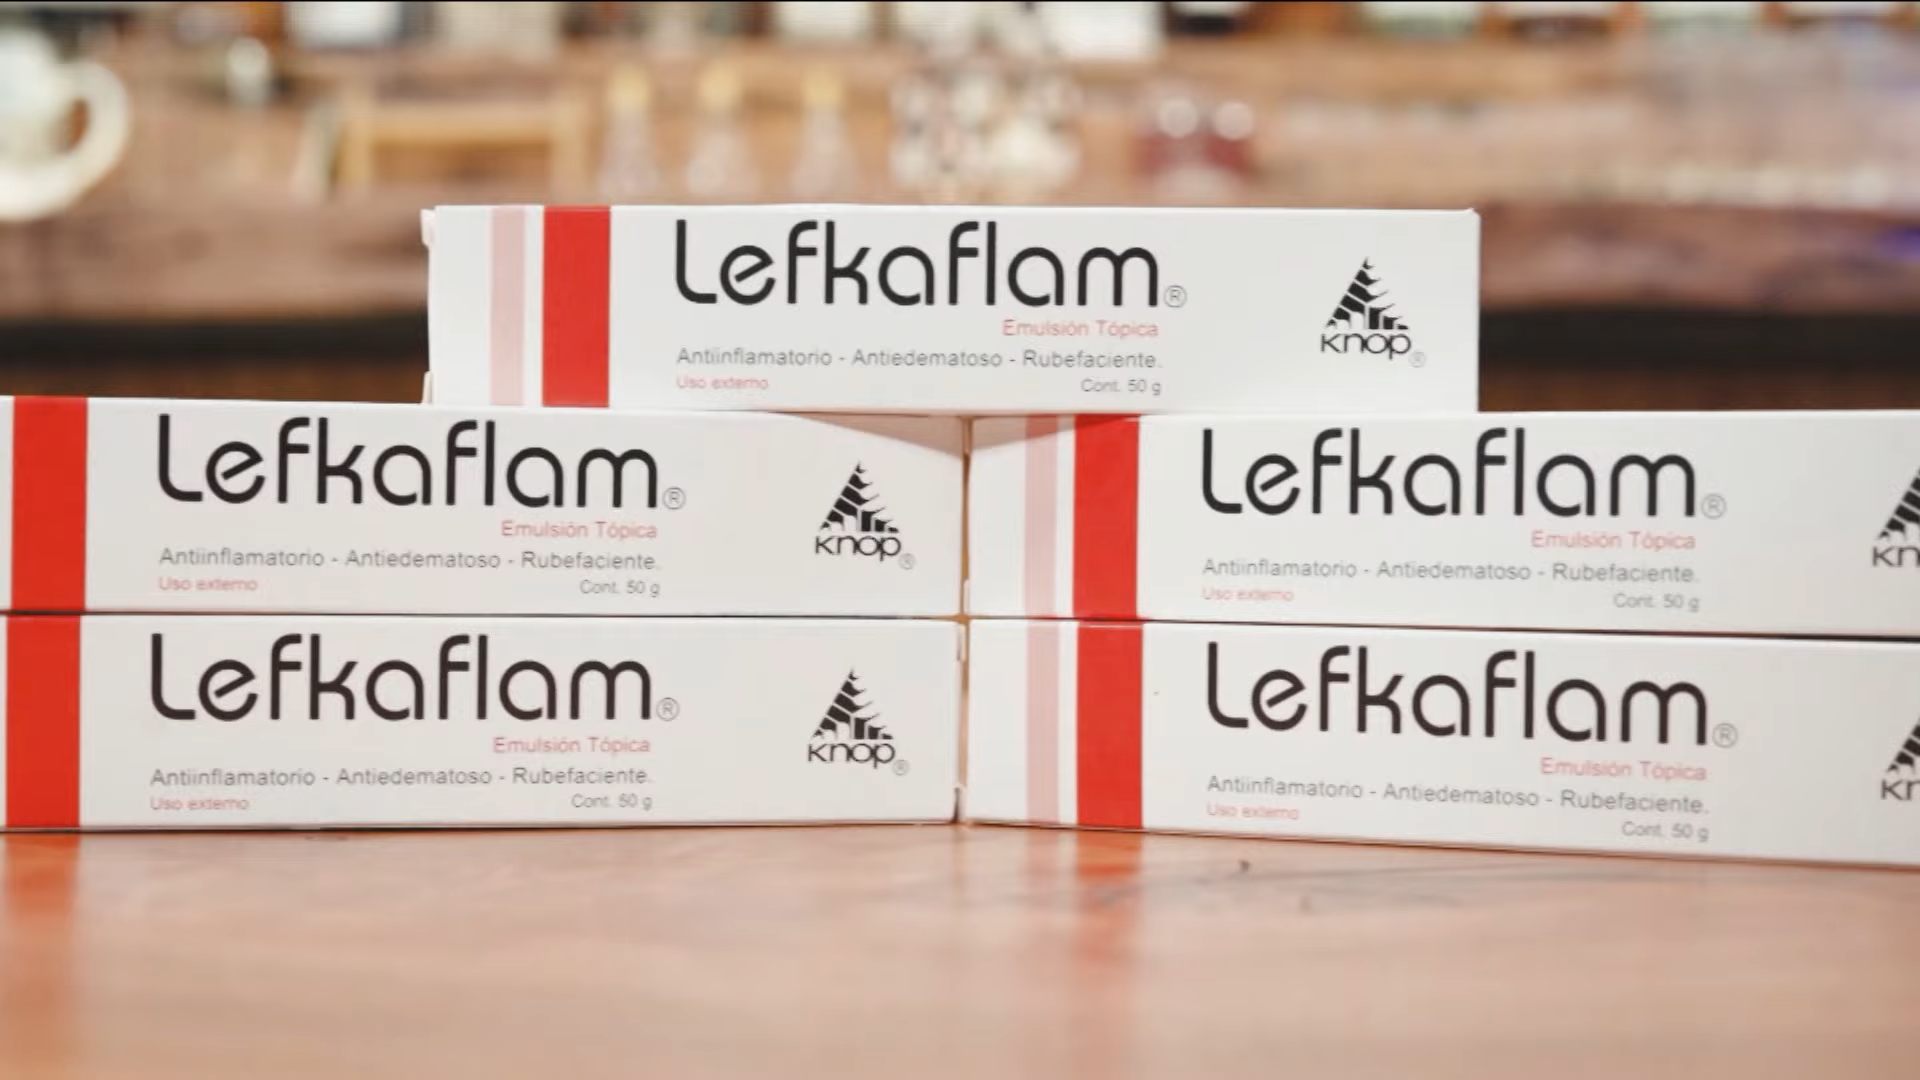 Lefkaflam®
Emulsión Tópica
Antiinflamatorio - Antiedematoso - Rubefaciente.
Uso externo Cont. 50 g
knop®
Lefkaflam®
Emulsión Tópica
Antiinflamatorio - Antiedematoso - Rubefaciente.
Uso externo Cont. 50 g
knop®
Lefkaflam®
Emulsión Tópica
Antiinflamatorio - Antiedematoso - Rubefaciente.
Uso externo Cont. 50 g
kn
Lefkaflam®
Emulsión Tópica
Antiinflamatorio - Antiedematoso - Rubefaciente.
Uso externo Cont. 50 g
knop®
Lefkaflam®
Emulsión Tópica
Antiinflamatorio - Antiedematoso - Rubefaciente.
Uso externo Cont. 50 g
kn